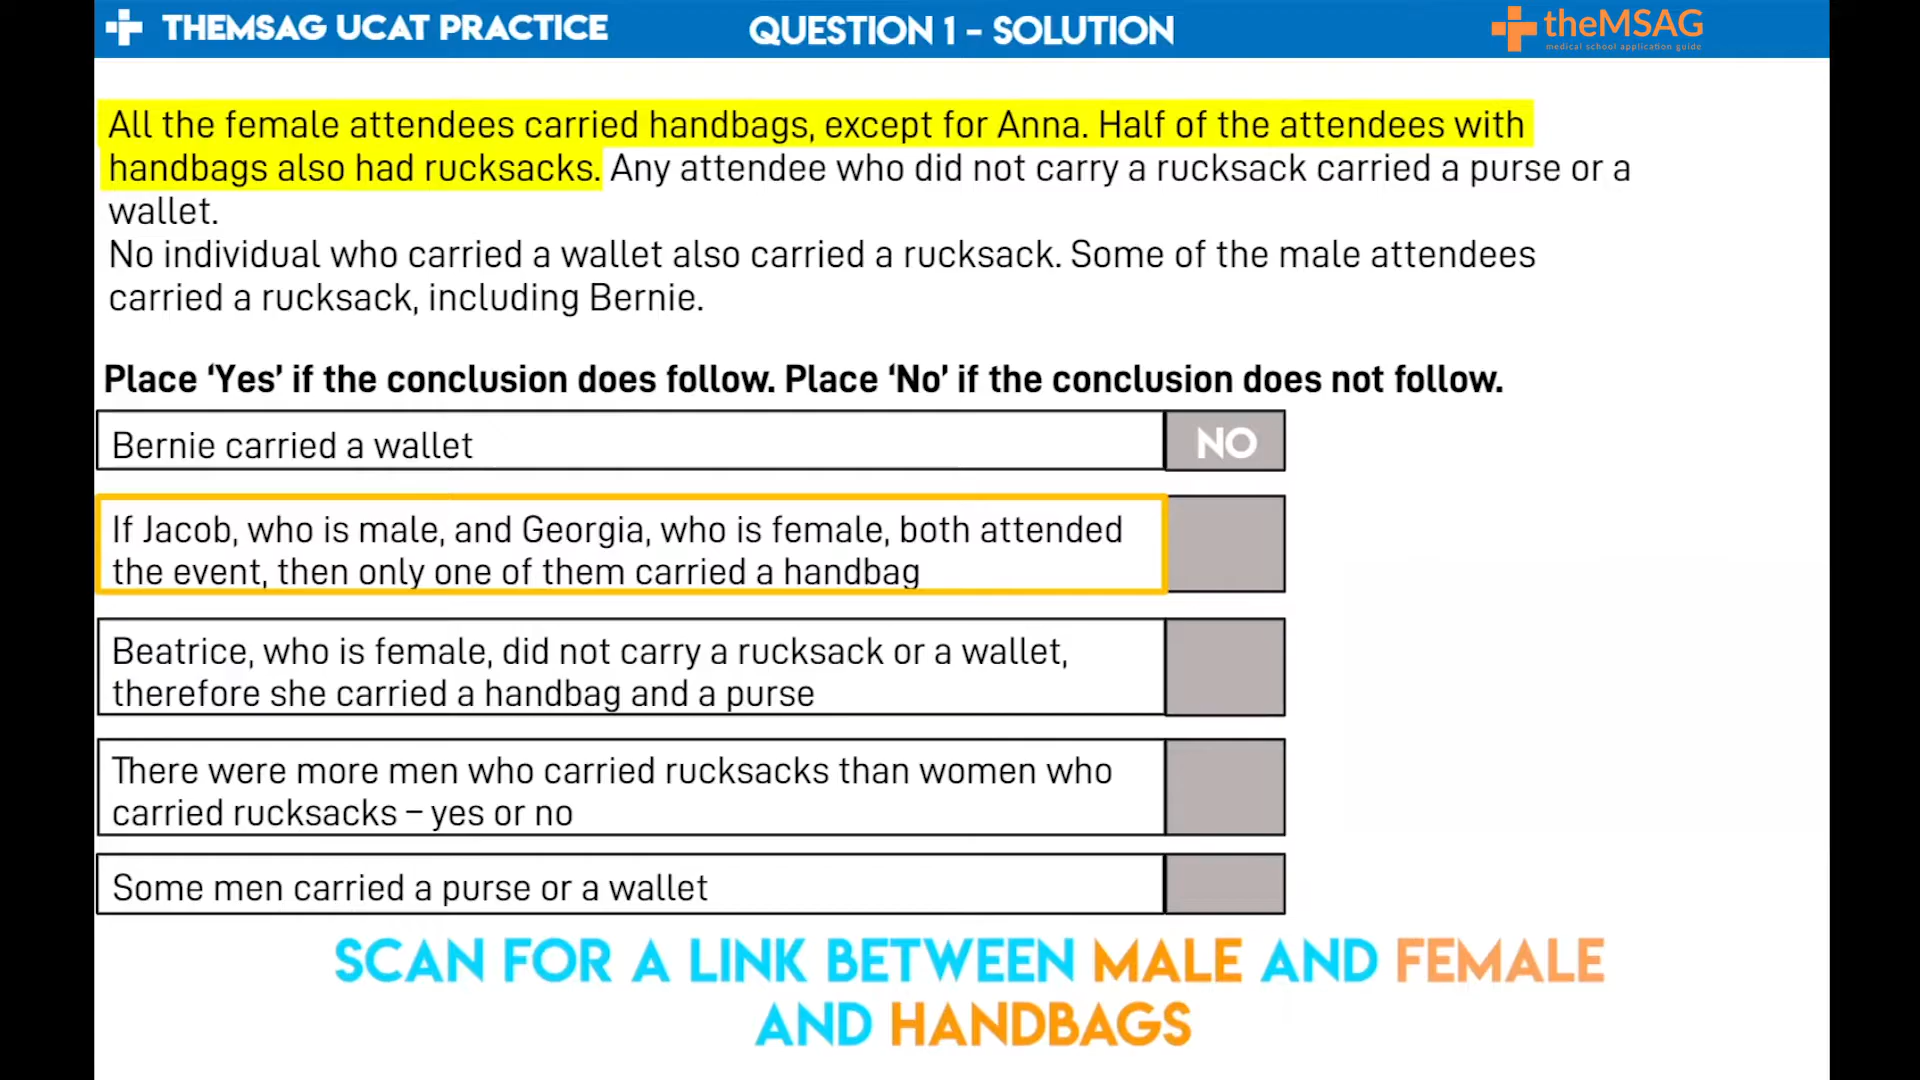 THEMSAG UCAT PRACTICE
QUESTION 1 - SOLUTION
theMSAG
medical school application guide
All the female attendees carried handbags, except for Anna. Half of the attendees with
handbags also had rucksacks. Any attendee who did not carry a rucksack carried a purse or a
wallet.
No individual who carried a wallet also carried a rucksack. Some of the male attendees
carried a rucksack, including Bernie.
Place ‘Yes’ if the conclusion does follow. Place ‘No’ if the conclusion does not follow.
Bernie carried a wallet
NO
If Jacob, who is male, and Georgia, who is female, both attended
the event, then only one of them carried a handbag
Beatrice, who is female, did not carry a rucksack or a wallet,
therefore she carried a handbag and a purse
There were more men who carried rucksacks than women who
carried rucksacks – yes or no
Some men carried a purse or a wallet
SCAN FOR A LINK BETWEEN MALE AND FEMALE
AND HANDBAGS